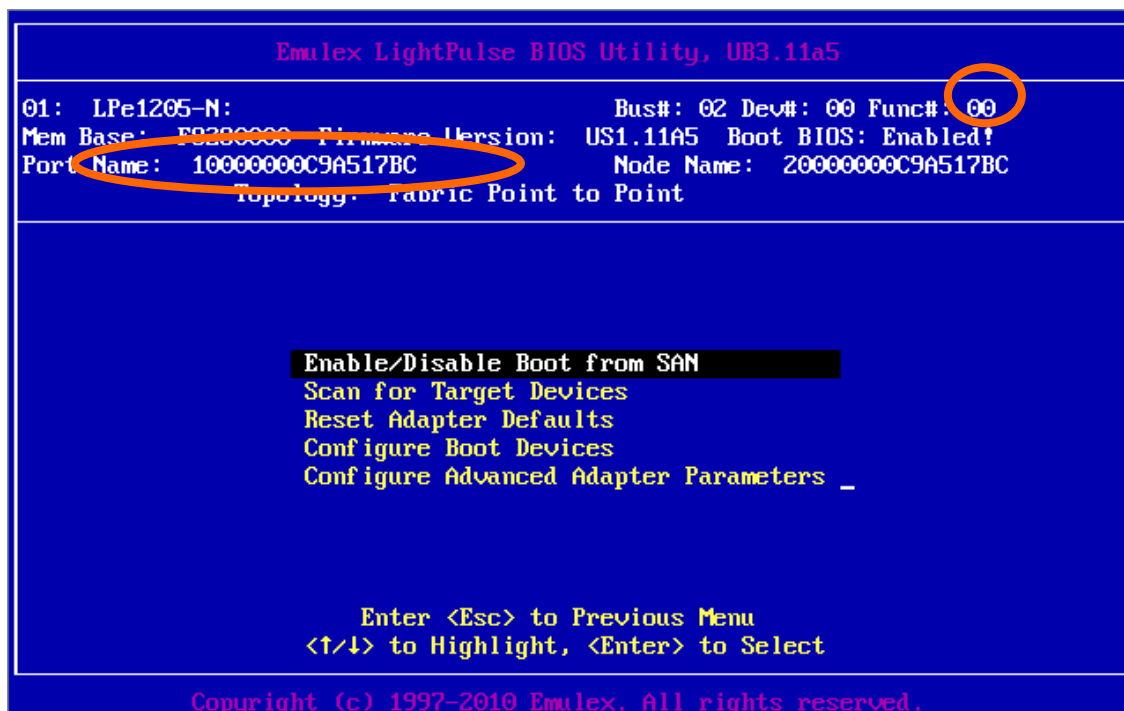 Emulex LightPulse BIOS Utility, UB3.11a5
01: LPe1205-N: Bus#: 02 Dev#: 00 Func#: 00
Mem Base: Firmware Version: US1.11A5 Boot BIOS: Enabled!
Port Name: 10000000C9A517BC Node Name: 20000000C9A517BC
Topology: Fabric Point to Point
Enable/Disable Boot from SAN
Scan for Target Devices
Reset Adapter Defaults
Configure Boot Devices
Configure Advanced Adapter Parameters _
Enter <Esc> to Previous Menu
<↑/↓> to Highlight, <Enter> to Select
Copyright (c) 1997-2010 Emulex. All rights reserved.